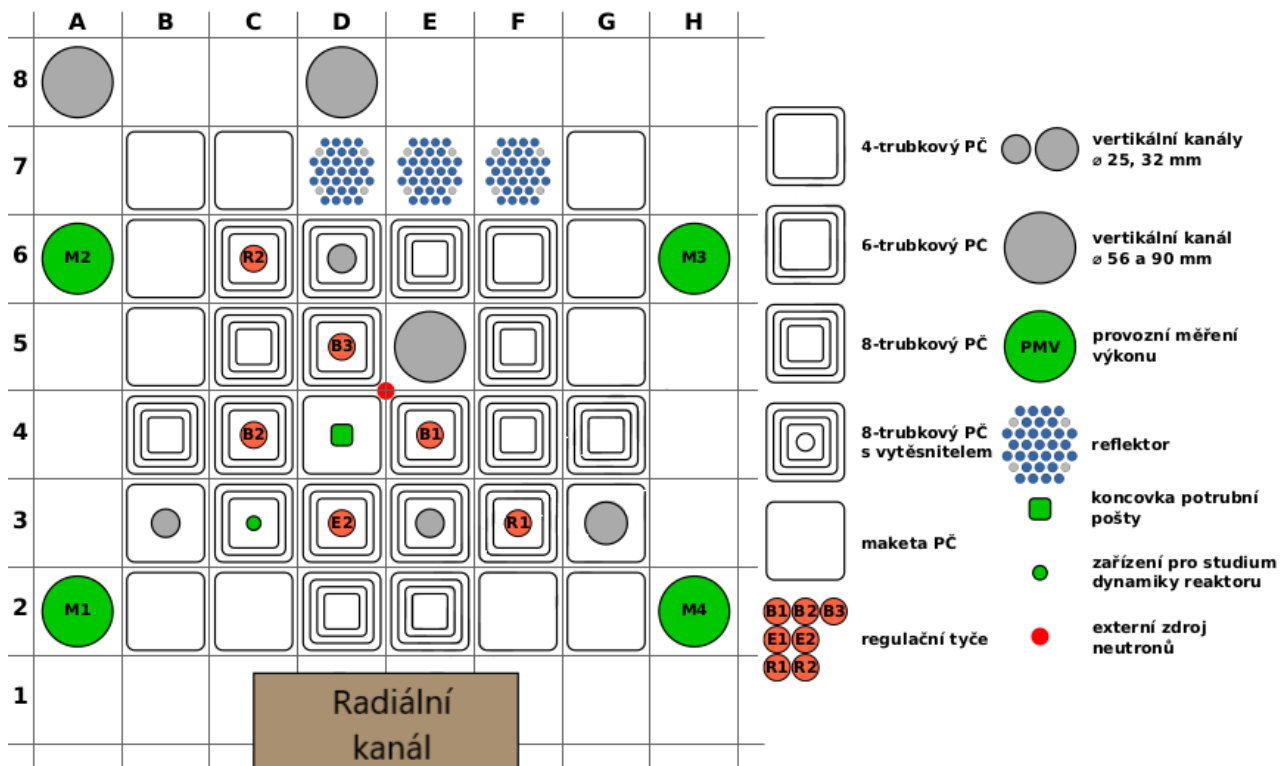 A B C D E F G H
8
7
6
5
4
3
2
1
M2
R2
M3
B3
B2
B1
E2
R1
M1
M4
Radiální
kanál
4-trubkový PČ
6-trubkový PČ
8-trubkový PČ
8-trubkový PČ
s vytěsnitelem
maketa PČ
B1 B2 B3
E1 E2
R1 R2
regulační tyče
vertikální kanály
ø 25, 32 mm
vertikální kanál
ø 56 a 90 mm
PMV
provozní měření
výkonu
reflektor
koncovka potrubní
pošty
zařízení pro studium
dynamiky reaktoru
externí zdroj
neutronů